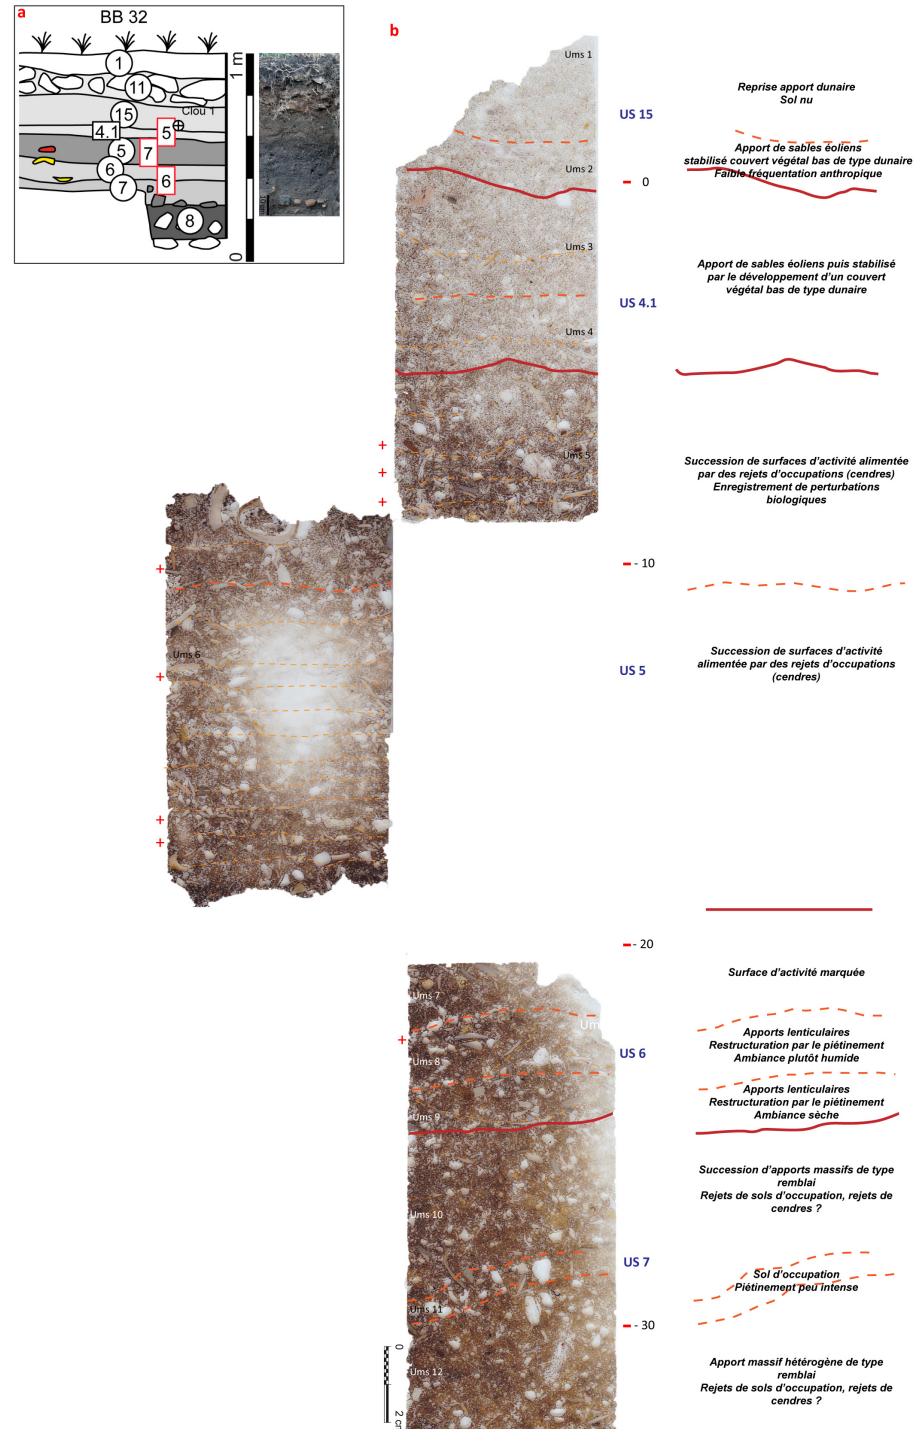 a
BB 32
1
11
15
Clou 1
4.1
5
5
7
6
6
7
8
1 m
0
b
Ums 1
US 15
Reprise apport dunaire
Sol nu
Apport de sables éoliens
stabilisé couvert végétal bas de type dunaire
Faible fréquentation anthropique
Ums 2
0
Ums 3
Apport de sables éoliens puis stabilisé
par le développement d'un couvert
végétal bas de type dunaire
US 4.1
Ums 4
+
Ums 5
+
+
Succession de surfaces d'activité alimentée
par des rejets d'occupations (cendres)
Enregistrement de perturbations
biologiques
- 10
+
Ums 6
+
US 5
Succession de surfaces d'activité
alimentée par des rejets d'occupations
(cendres)
+
+
- 20
Surface d'activité marquée
Ums 7
Um
+
US 6
Apports lenticulaires
Restructuration par le piétinement
Ambiance plutôt humide
Ums 8
Apports lenticulaires
Restructuration par le piétinement
Ambiance sèche
Ums 9
Succession d'apports massifs de type
remblai
Rejets de sols d'occupation, rejets de
cendres ?
Ums 10
US 7
Sol d'occupation
Piétinement peu intense
Ums 11
- 30
Ums 12
Apport massif hétérogène de type
remblai
Rejets de sols d'occupation, rejets de
cendres ?
0
2 cm